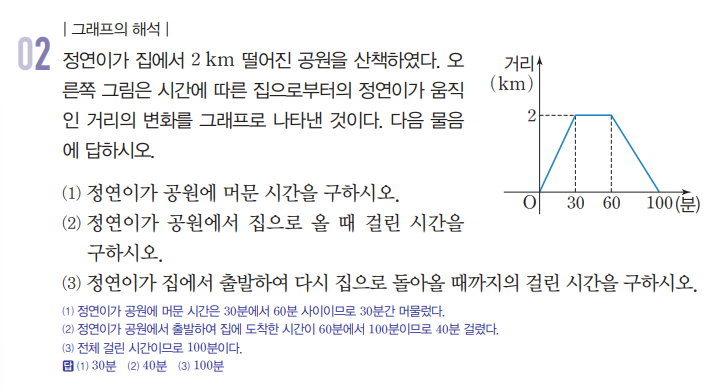 | 그래프의 해석 |
02 정연이가 집에서 2 km 떨어진 공원을 산책하였다. 오
른쪽 그림은 시간에 따른 집으로부터의 정연이가 움직
인 거리의 변화를 그래프로 나타낸 것이다. 다음 물음
에 답하시오.
거리
(km)
2
O 30 60 100(분)
(1) 정연이가 공원에 머문 시간을 구하시오.
(2) 정연이가 공원에서 집으로 올 때 걸린 시간을
구하시오.
(3) 정연이가 집에서 출발하여 다시 집으로 돌아올 때까지의 걸린 시간을 구하시오.
(1) 정연이가 공원에 머문 시간은 30분에서 60분 사이이므로 30분간 머물렀다.
(2) 정연이가 공원에서 출발하여 집에 도착한 시간이 60분에서 100분이므로 40분 걸렸다.
(3) 전체 걸린 시간이므로 100분이다.
답 (1) 30분 (2) 40분 (3) 100분